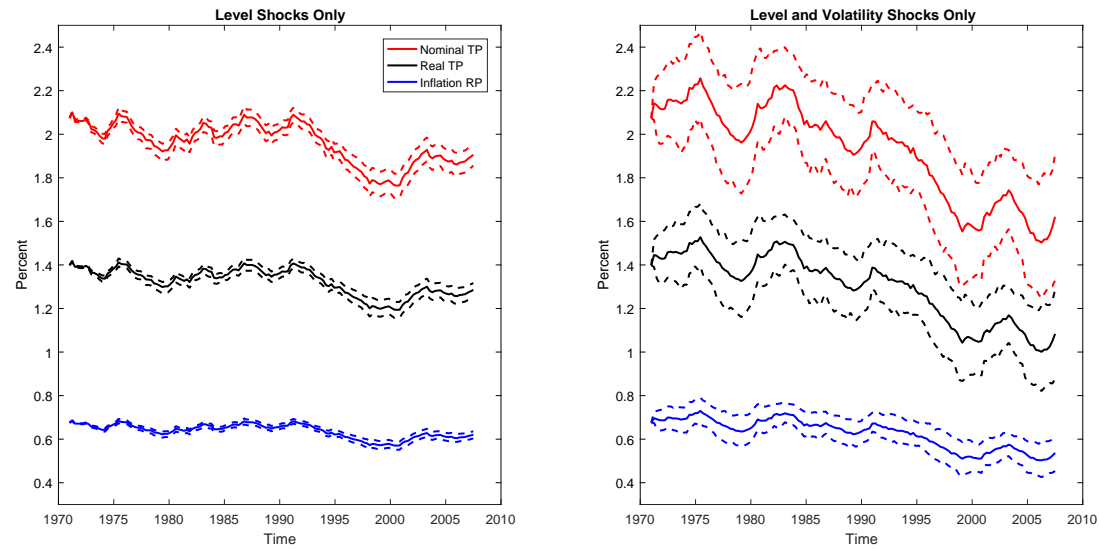 Level Shocks Only
2.4
2.2
2
1.8
1.6
1.4
1.2
1
0.8
0.6
0.4
Percent
Nominal TP
Real TP
Inflation RP
1970 1975 1980 1985 1990 1995 2000 2005 2010
Time
Level and Volatility Shocks Only
2.4
2.2
2
1.8
1.6
1.4
1.2
1
0.8
0.6
0.4
Percent
1970 1975 1980 1985 1990 1995 2000 2005 2010
Time